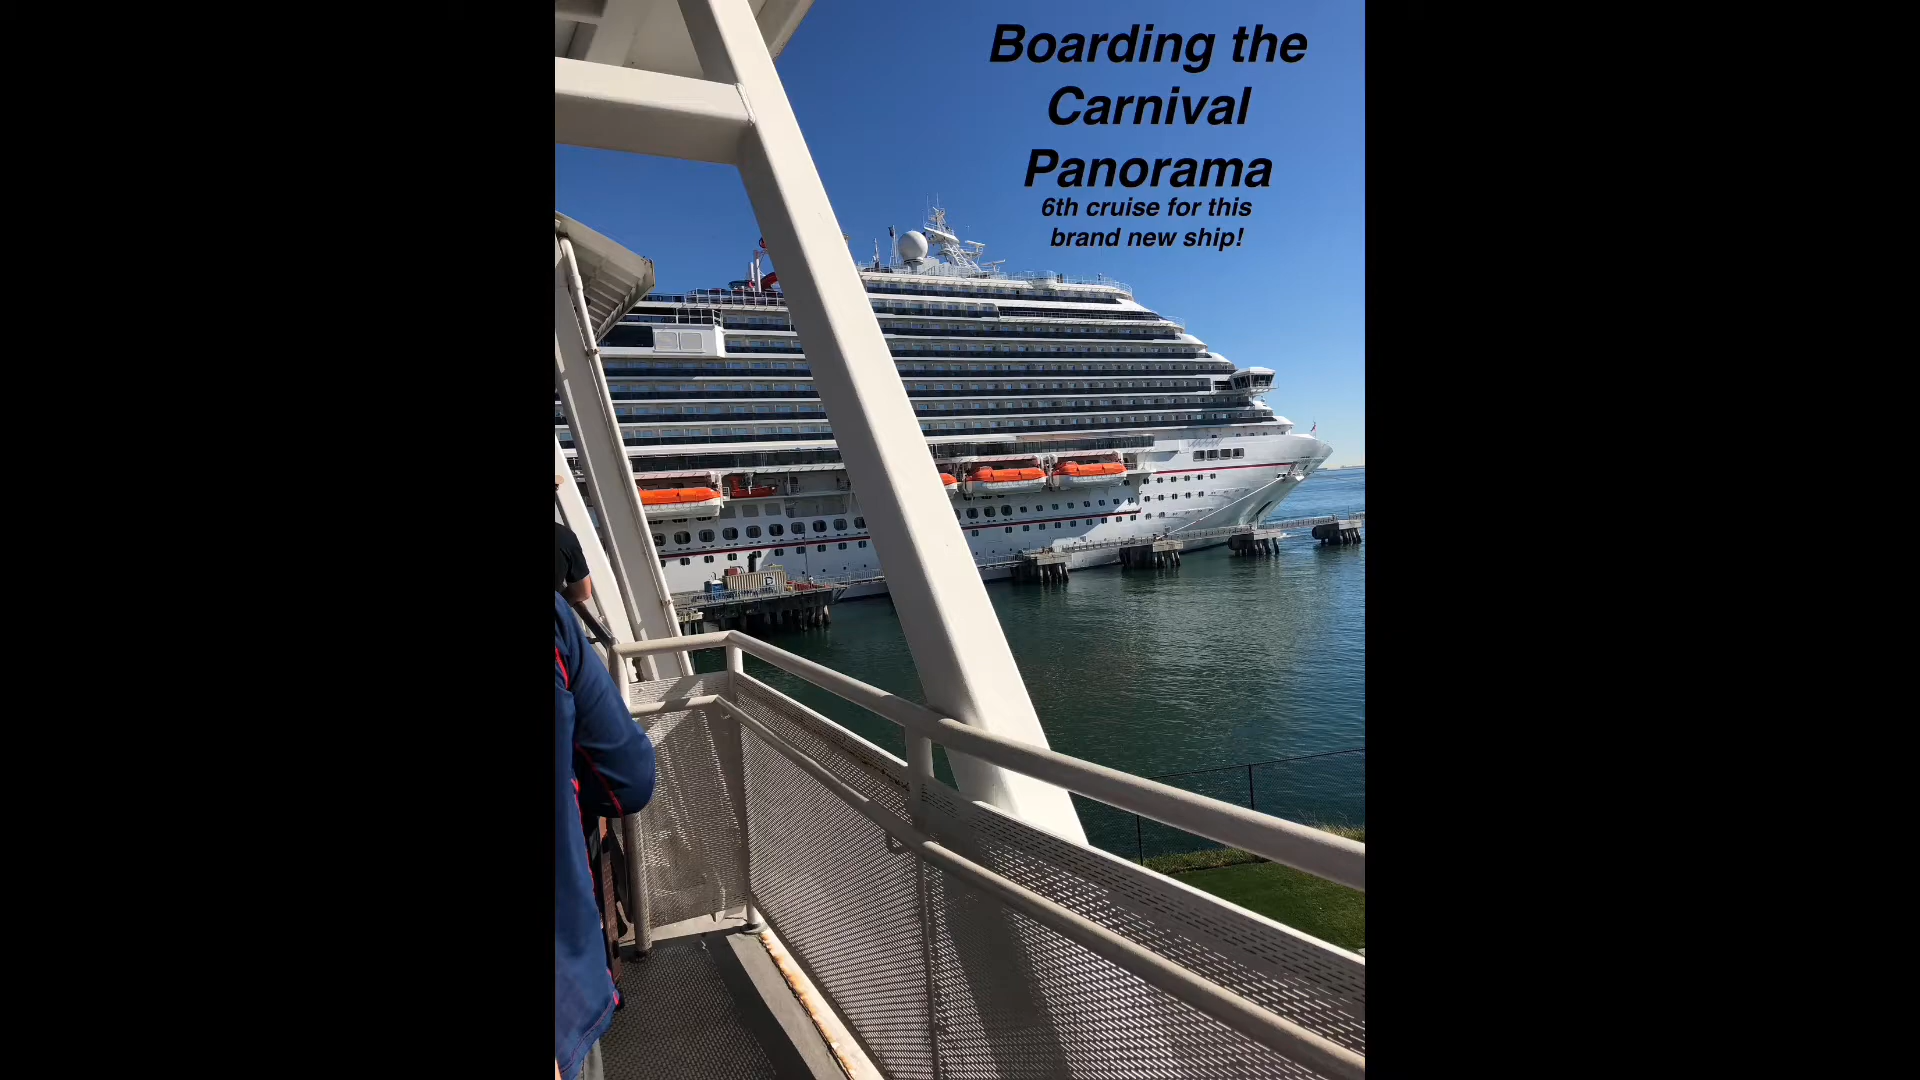 Boarding the
Carnival
Panorama
6th cruise for this
brand new ship!